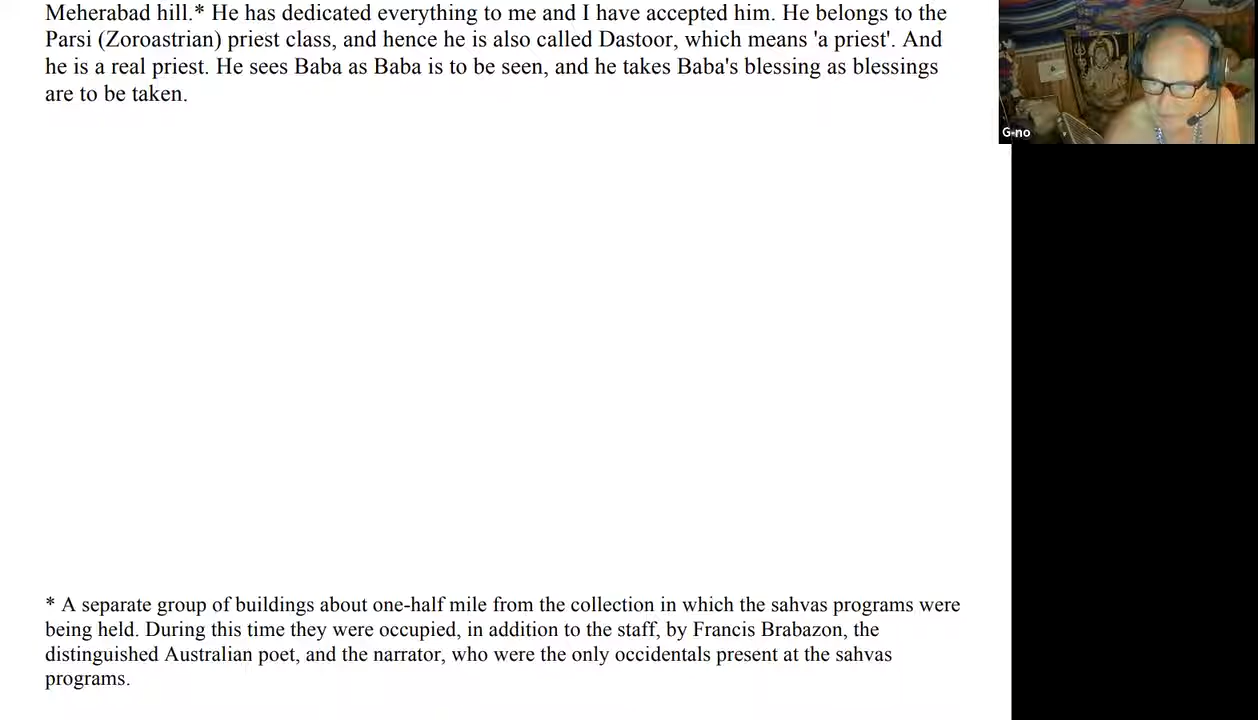 Meherabad hill.* He has dedicated everything to me and I have accepted him. He belongs to the
Parsi (Zoroastrian) priest class, and hence he is also called Dastoor, which means 'a priest'. And
he is a real priest. He sees Baba as Baba is to be seen, and he takes Baba's blessing as blessings
are to be taken.
G-no
* A separate group of buildings about one-half mile from the collection in which the sahvas programs were
being held. During this time they were occupied, in addition to the staff, by Francis Brabazon, the
distinguished Australian poet, and the narrator, who were the only occidentals present at the sahvas
programs.